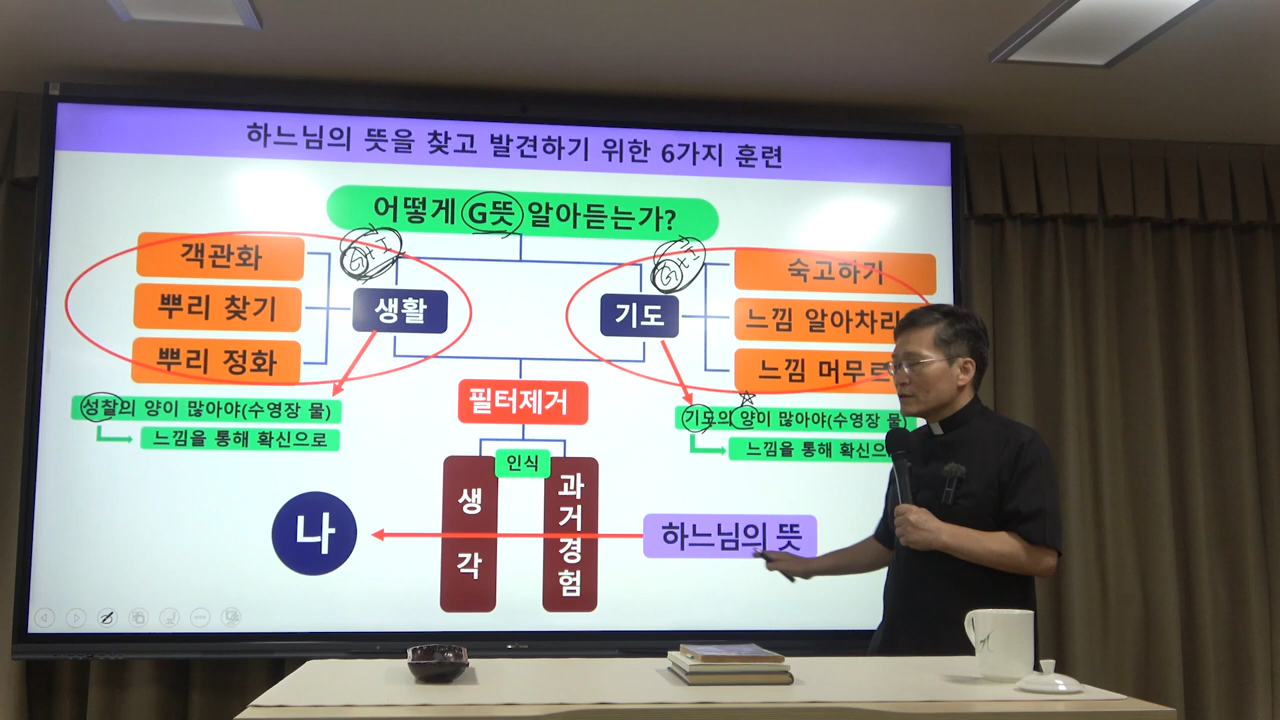 하느님의 뜻을 찾고 발견하기 위한 6가지 훈련
어떻게 G뜻 알아듣는가?
객관화
뿌리 찾기
뿌리 정화
G+I
생활
성찰의 양이 많아야(수영장 물)
느낌을 통해 확신으로
G+I
기도
숙고하기
느낌 알아차리
느낌 머무르
기도의 양이 많아야(수영장 물)
느낌을 통해 확신으
필터제거
인식
생각
과거경험
나
하느님의 뜻